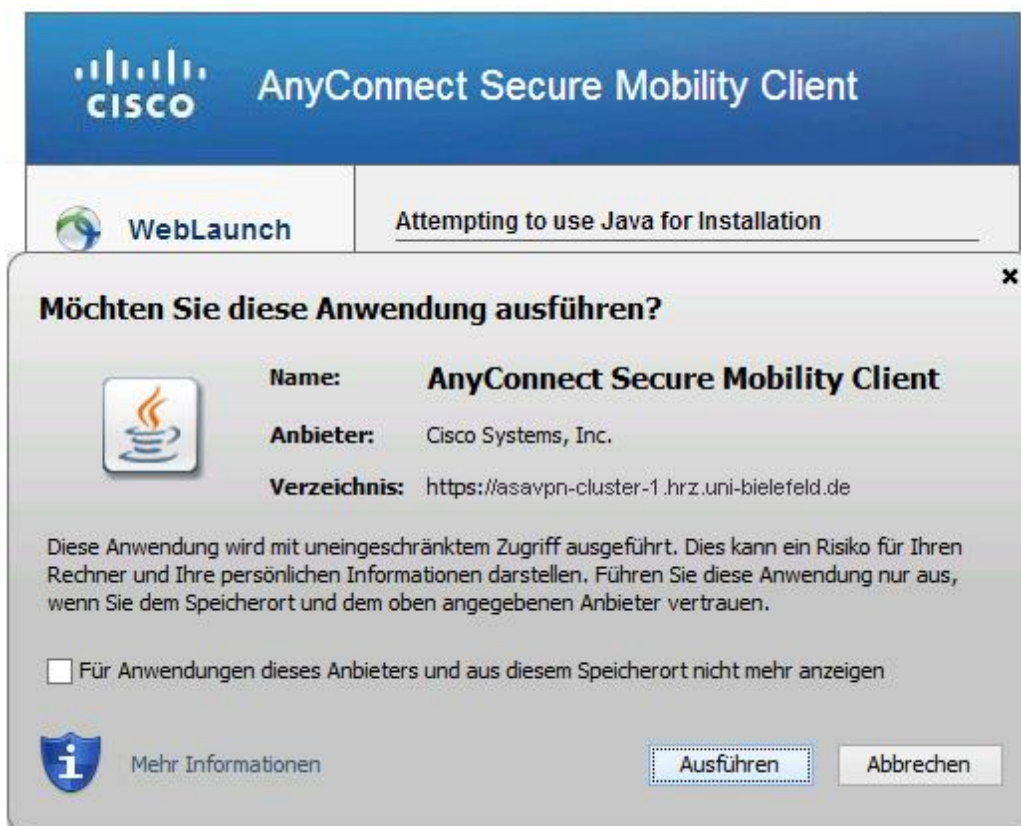 CISCO
AnyConnect Secure Mobility Client
WebLaunch
Attempting to use Java for Installation
Möchten Sie diese Anwendung ausführen?
Name: AnyConnect Secure Mobility Client
Anbieter: Cisco Systems, Inc.
Verzeichnis: https://asavpn-cluster-1.hrz.uni-bielefeld.de
Diese Anwendung wird mit uneingeschränktem Zugriff ausgeführt. Dies kann ein Risiko für Ihren
Rechner und Ihre persönlichen Informationen darstellen. Führen Sie diese Anwendung nur aus,
wenn Sie dem Speicherort und dem oben angegebenen Anbieter vertrauen.
Für Anwendungen dieses Anbieters und aus diesem Speicherort nicht mehr anzeigen
Mehr Informationen
Ausführen
Abbrechen